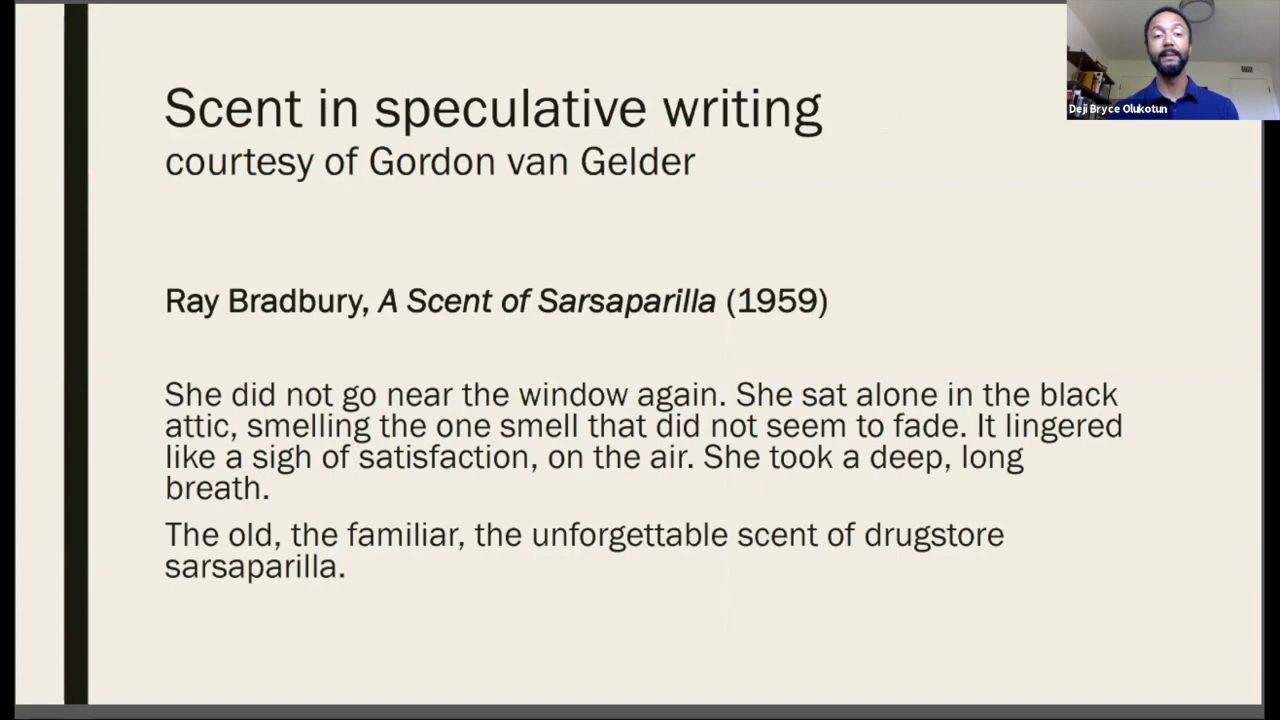 Scent in speculative writing
courtesy of Gordon van Gelder
Deji Bryce Olukotun
Ray Bradbury, A Scent of Sarsaparilla (1959)
She did not go near the window again. She sat alone in the black
attic, smelling the one smell that did not seem to fade. It lingered
like a sigh of satisfaction, on the air. She took a deep, long
breath.
The old, the familiar, the unforgettable scent of drugstore
sarsaparilla.